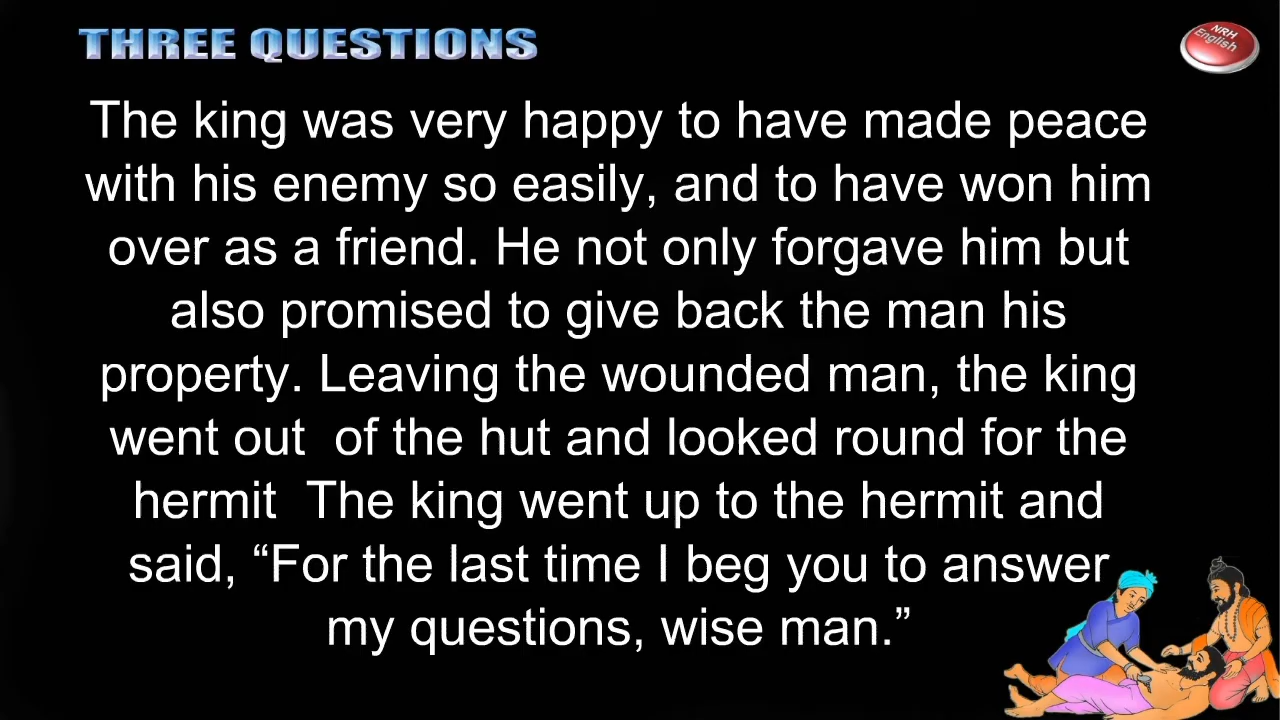 THREE QUESTIONS
NRH
English
The king was very happy to have made peace
with his enemy so easily, and to have won him
over as a friend. He not only forgave him but
also promised to give back the man his
property. Leaving the wounded man, the king
went out  of the hut and looked round for the
hermit  The king went up to the hermit and
said, “For the last time I beg you to answer
my questions, wise man.”